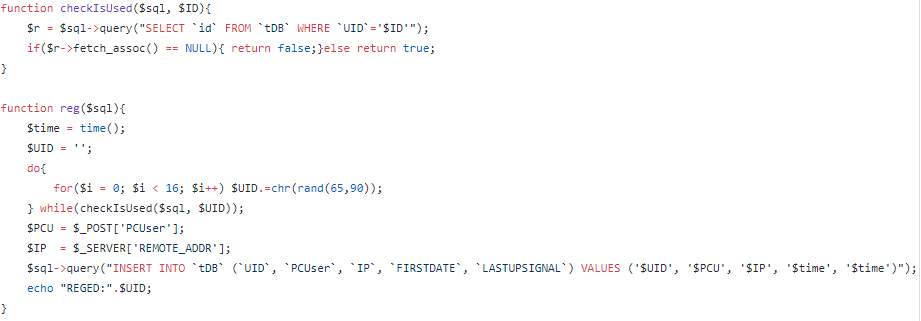 function checkIsUsed($sql, $ID){
    $r = $sql->query("SELECT `id` FROM `tDB` WHERE `UID`='$ID'");
    if($r->fetch_assoc() == NULL){ return false;}else return true;
}

function reg($sql){
    $time = time();
    $UID = '';
    do{
        for($i = 0; $i < 16; $i++) $UID.=chr(rand(65,90));
    } while(checkIsUsed($sql, $UID));
    $PCU = $_POST['PCUser'];
    $IP  = $_SERVER['REMOTE_ADDR'];
    $sql->query("INSERT INTO `tDB` (`UID`, `PCUser`, `IP`, `FIRSTDATE`, `LASTUPSIGNAL`) VALUES ('$UID', '$PCU', '$IP', '$time', '$time')");
    echo "REGED:".$UID;
}